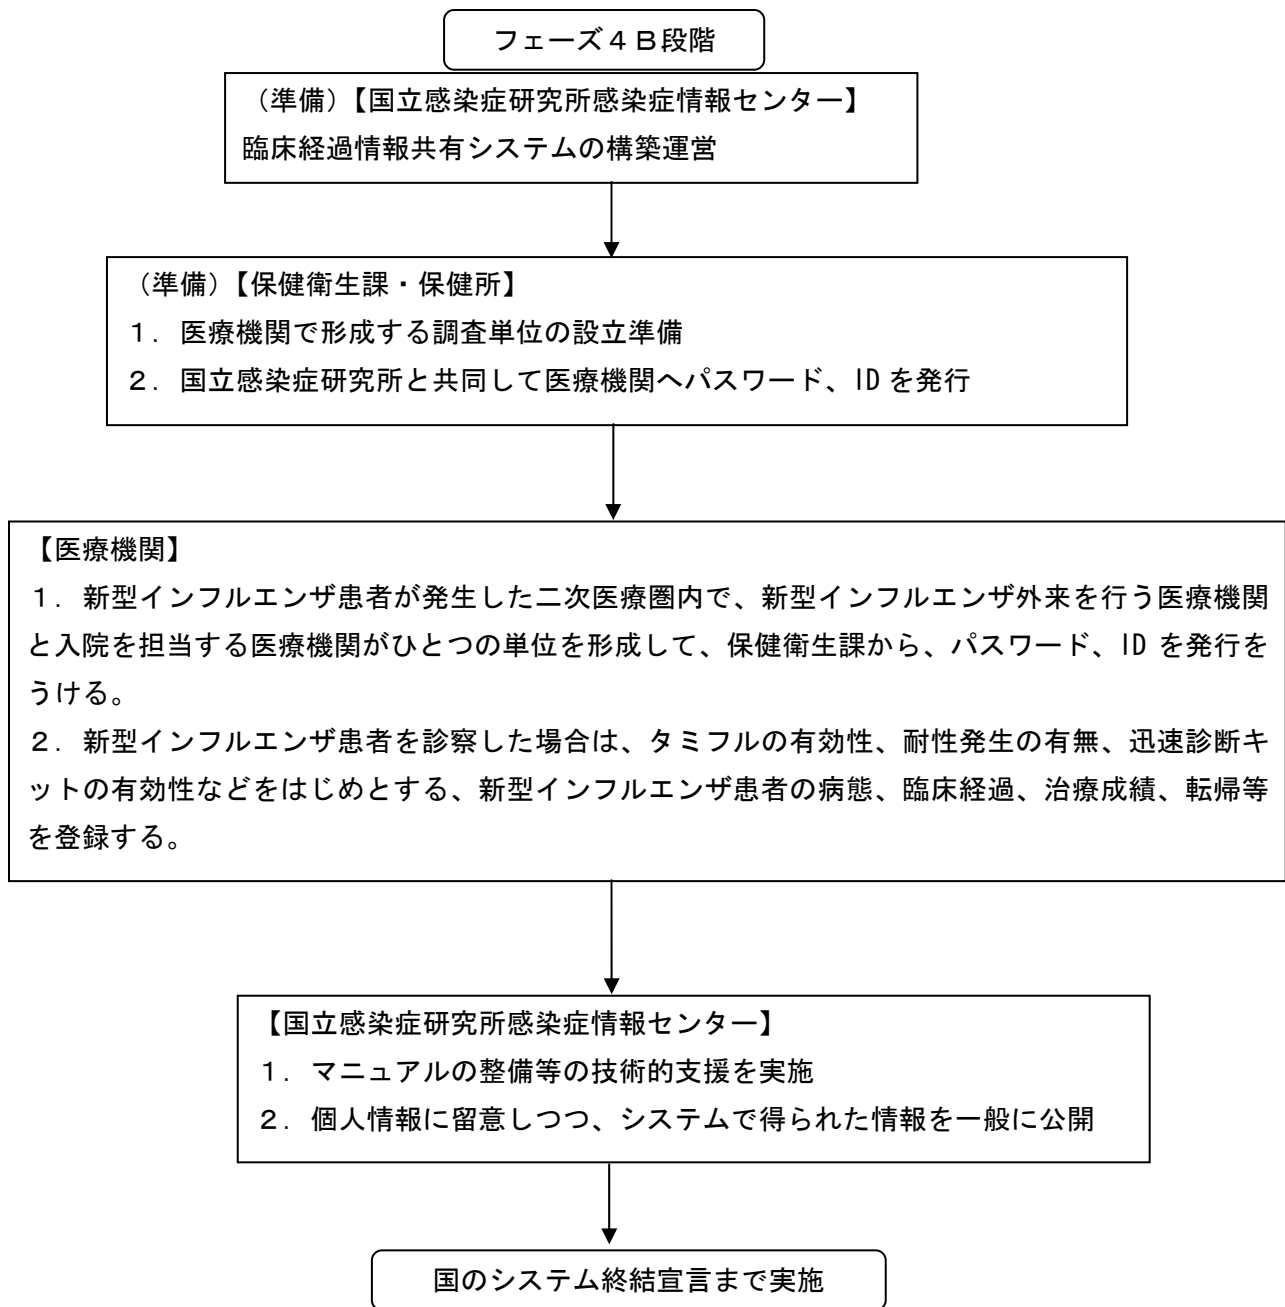 フェーズ４Ｂ段階
（準備）【国立感染症研究所感染症情報センター】
臨床経過情報共有システムの構築運営
（準備）【保健衛生課・保健所】
１．医療機関で形成する調査単位の設立準備
２．国立感染症研究所と共同して医療機関へパスワード、ID を発行
【医療機関】
１．新型インフルエンザ患者が発生した二次医療圏内で、新型インフルエンザ外来を行う医療機関
と入院を担当する医療機関がひとつの単位を形成して、保健衛生課から、パスワード、ID を発行を
うける。
２．新型インフルエンザ患者を診察した場合は、タミフルの有効性、耐性発生の有無、迅速診断キ
ットの有効性などをはじめとする、新型インフルエンザ患者の病態、臨床経過、治療成績、転帰等
を登録する。
【国立感染症研究所感染症情報センター】
１．マニュアルの整備等の技術的支援を実施
２．個人情報に留意しつつ、システムで得られた情報を一般に公開
国のシステム終結宣言まで実施